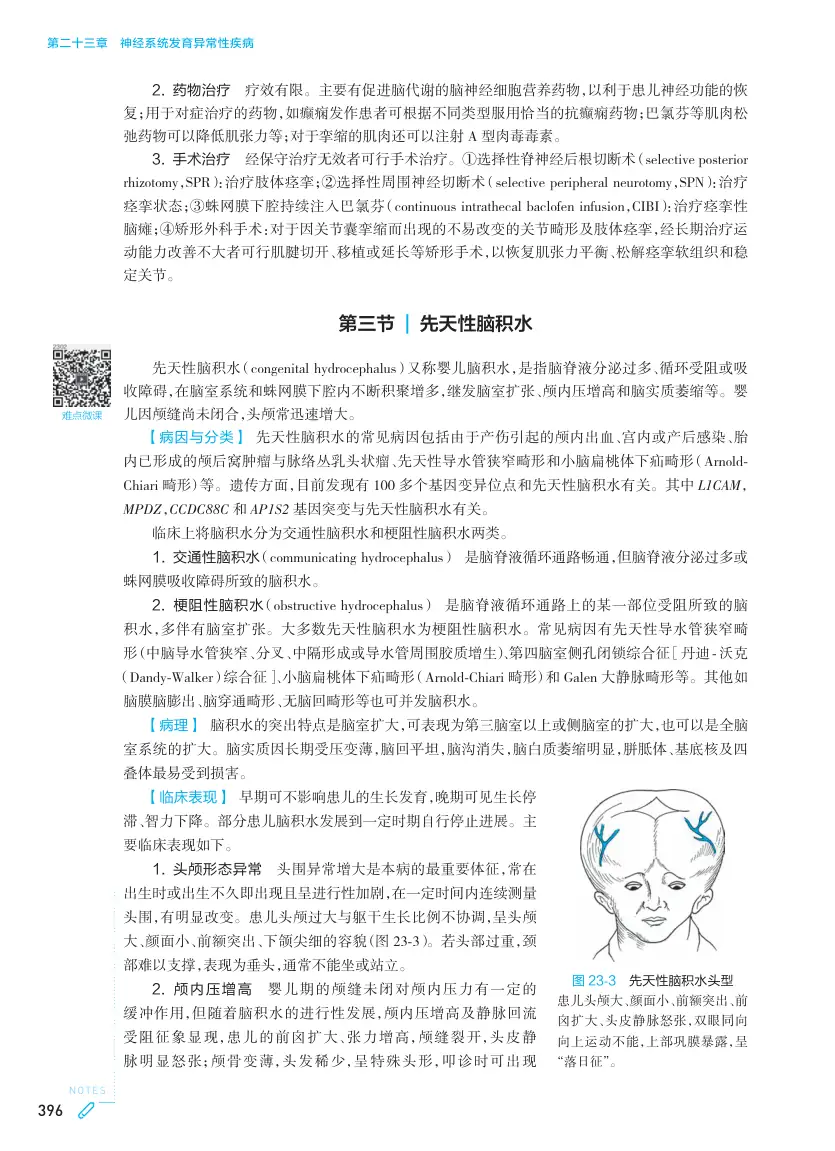 第二十三章 神经系统发育异常性疾病
2. 药物治疗 疗效有限。主要有促进脑代谢的脑神经细胞营养药物,以利于患儿神经功能的恢
复;用于对症治疗的药物,如癫痫发作患者可根据不同类型服用恰当的抗癫痫药物;巴氯芬等肌肉松
弛药物可以降低肌张力等;对于挛缩的肌肉还可以注射 A 型肉毒毒素。
3. 手术治疗 经保守治疗无效者可行手术治疗。①选择性脊神经后根切断术(selective posterior
rhizotomy,SPR):治疗肢体痉挛;②选择性周围神经切断术(selective peripheral neurotomy,SPN):治疗
痉挛状态;③蛛网膜下腔持续注入巴氯芬(continuous intrathecal baclofen infusion,CIBI):治疗痉挛性
脑瘫;④矫形外科手术:对于因关节囊挛缩而出现的不易改变的关节畸形及肢体痉挛,经长期治疗运
动能力改善不大者可行肌腱切开、移植或延长等矫形手术,以恢复肌张力平衡、松解痉挛软组织和稳
定关节。
第三节 | 先天性脑积水
2302
难点微课
先天性脑积水(congenital hydrocephalus)又称婴儿脑积水,是指脑脊液分泌过多、循环受阻或吸
收障碍,在脑室系统和蛛网膜下腔内不断积聚增多,继发脑室扩张、颅内压增高和脑实质萎缩等。婴
儿因颅缝尚未闭合,头颅常迅速增大。
【病因与分类】 先天性脑积水的常见病因包括由于产伤引起的颅内出血、宫内或产后感染、胎
内已形成的颅后窝肿瘤与脉络丛乳头状瘤、先天性导水管狭窄畸形和小脑扁桃体下疝畸形(Arnold-
Chiari 畸形)等。遗传方面,目前发现有 100 多个基因变异位点和先天性脑积水有关。其中 L1CAM,
MPDZ,CCDC88C 和 AP1S2 基因突变与先天性脑积水有关。
临床上将脑积水分为交通性脑积水和梗阻性脑积水两类。
1. 交通性脑积水(communicating hydrocephalus) 是脑脊液循环通路畅通,但脑脊液分泌过多或
蛛网膜吸收障碍所致的脑积水。
2. 梗阻性脑积水(obstructive hydrocephalus) 是脑脊液循环通路上的某一部位受阻所致的脑
积水,多伴有脑室扩张。大多数先天性脑积水为梗阻性脑积水。常见病因有先天性导水管狭窄畸
形(中脑导水管狭窄、分叉、中隔形成或导水管周围胶质增生)、第四脑室侧孔闭锁综合征[丹迪-沃克
(Dandy-Walker)综合征]、小脑扁桃体下疝畸形(Arnold-Chiari 畸形)和 Galen 大静脉畸形等。其他如
脑膜脑膨出、脑穿通畸形、无脑回畸形等也可并发脑积水。
【病理】 脑积水的突出特点是脑室扩大,可表现为第三脑室以上或侧脑室的扩大,也可以是全脑
室系统的扩大。脑实质因长期受压变薄,脑回平坦,脑沟消失,脑白质萎缩明显,胼胝体、基底核及四
叠体最易受到损害。
【临床表现】 早期可不影响患儿的生长发育,晚期可见生长停
滞、智力下降。部分患儿脑积水发展到一定时期自行停止进展。主
要临床表现如下。
1. 头颅形态异常 头围异常增大是本病的最重要体征,常在
出生时或出生不久即出现且呈进行性加剧,在一定时间内连续测量
头围,有明显改变。患儿头颅过大与躯干生长比例不协调,呈头颅
大、颜面小、前额突出、下颌尖细的容貌(图 23-3)。若头部过重,颈
部难以支撑,表现为垂头,通常不能坐或站立。
2. 颅内压增高 婴儿期的颅缝未闭对颅内压力有一定的
缓冲作用,但随着脑积水的进行性发展,颅内压增高及静脉回流
受阻征象显现,患儿的前囟扩大、张力增高,颅缝裂开,头皮静
脉明显怒张;颅骨变薄,头发稀少,呈特殊头形,叩诊时可出现
图 23-3 先天性脑积水头型
患儿头颅大、颜面小、前额突出、前
囟扩大、头皮静脉怒张,双眼同向
向上运动不能,上部巩膜暴露,呈
“落日征”。
NOTES
396